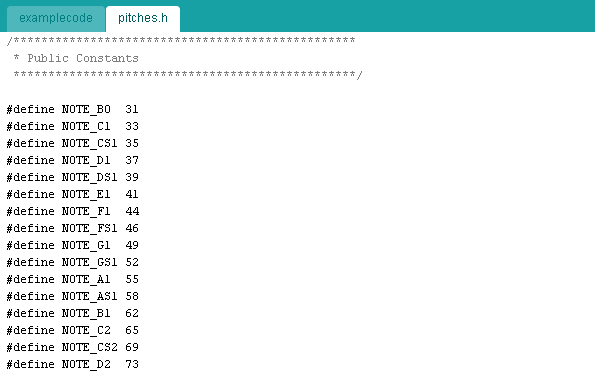 examplecode pitches.h
/*************************************************
 * Public Constants
 *************************************************/
#define NOTE_B0  31
#define NOTE_C1  33
#define NOTE_CS1 35
#define NOTE_D1  37
#define NOTE_DS1 39
#define NOTE_E1  41
#define NOTE_F1  44
#define NOTE_FS1 46
#define NOTE_G1  49
#define NOTE_GS1 52
#define NOTE_A1  55
#define NOTE_AS1 58
#define NOTE_B1  62
#define NOTE_C2  65
#define NOTE_CS2 69
#define NOTE_D2  73